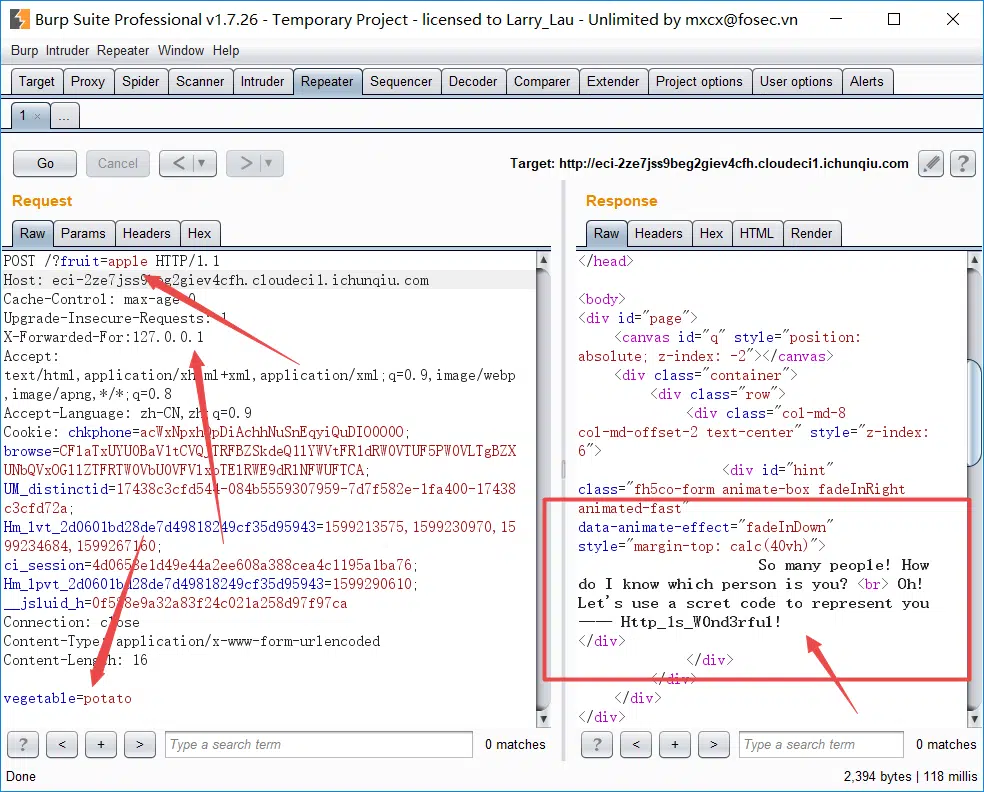 Burp Suite Professional v1.7.26 - Temporary Project - licensed to Larry_Lau - Unlimited by mxcx@fosec.vn
Burp Intruder Repeater Window Help
Target Proxy Spider Scanner Intruder Repeater Sequencer Decoder Comparer Extender Project options User options Alerts
1 × ...
Go Cancel < ▼ > ▼ Target: http://eci-2ze7jss9beg2giev4cfh.cloudeci1.ichunqiu.com ?
Request
Raw Params Headers Hex
POST /?fruit=apple HTTP/1.1
Host: eci-2ze7jss9beg2giev4cfh.cloudeci1.ichunqiu.com
Cache-Control: max-age=0
Upgrade-Insecure-Requests: 1
X-Forwarded-For:127.0.0.1
Accept:
text/html,application/xhtml+xml,application/xml;q=0.9,image/webp
,image/apng,*/*;q=0.8
Accept-Language: zh-CN,zh;q=0.9
Cookie:
UM_distinctid=17438c3cfd544-084b5559307959-7d7f582e-1fa400-17438
c3cfd72a;
Hm_lvt_2d0601bd28de7d49818249cf35d95943=1599213575,1599230970,15
99234684,1599267160;
Hm_lpvt_2d0601bd28de7d49818249cf35d95943=1599290610;
Connection: close
Content-Type: application/x-www-form-urlencoded
Content-Length: 16
vegetable=potato
? < + > Type a search term 0 matches
Response
Raw Headers Hex HTML Render
</head>
<body>
<div id="page">
<canvas id="q" style="position:
absolute; z-index: -2"></canvas>
<div class="container">
<div class="row">
<div class="col-md-8
col-md-offset-2 text-center" style="z-index:
6">
<div id="hint"
class="fh5co-form animate-box fadeInRight
animated-fast"
data-animate-effect="fadeInDown"
style="margin-top: calc(40vh)">
So many people! How
do I know which person is you? <br> Oh!
Let's use a scret code to represent you
—— Http_1s_W0nd3rful!
</div>
</div>
</div>
</div>
</div>
? < + > Type a search term 0 matches
Done 2,394 bytes | 118 millis